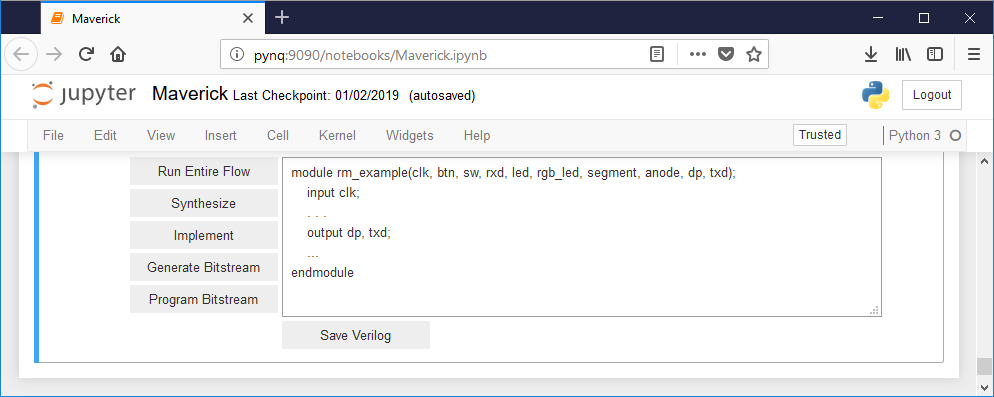 Maverick
pynq:9090/notebooks/Maverick.ipynb
jupyter Maverick Last Checkpoint: 01/02/2019 (autosaved) Logout
File Edit View Insert Cell Kernel Widgets Help Trusted Python 3
Run Entire Flow
Synthesize
Implement
Generate Bitstream
Program Bitstream
module rm_example(clk, btn, sw, rxd, led, rgb_led, segment, anode, dp, txd);
input clk;
. . .
output dp, txd;
...
endmodule
Save Verilog